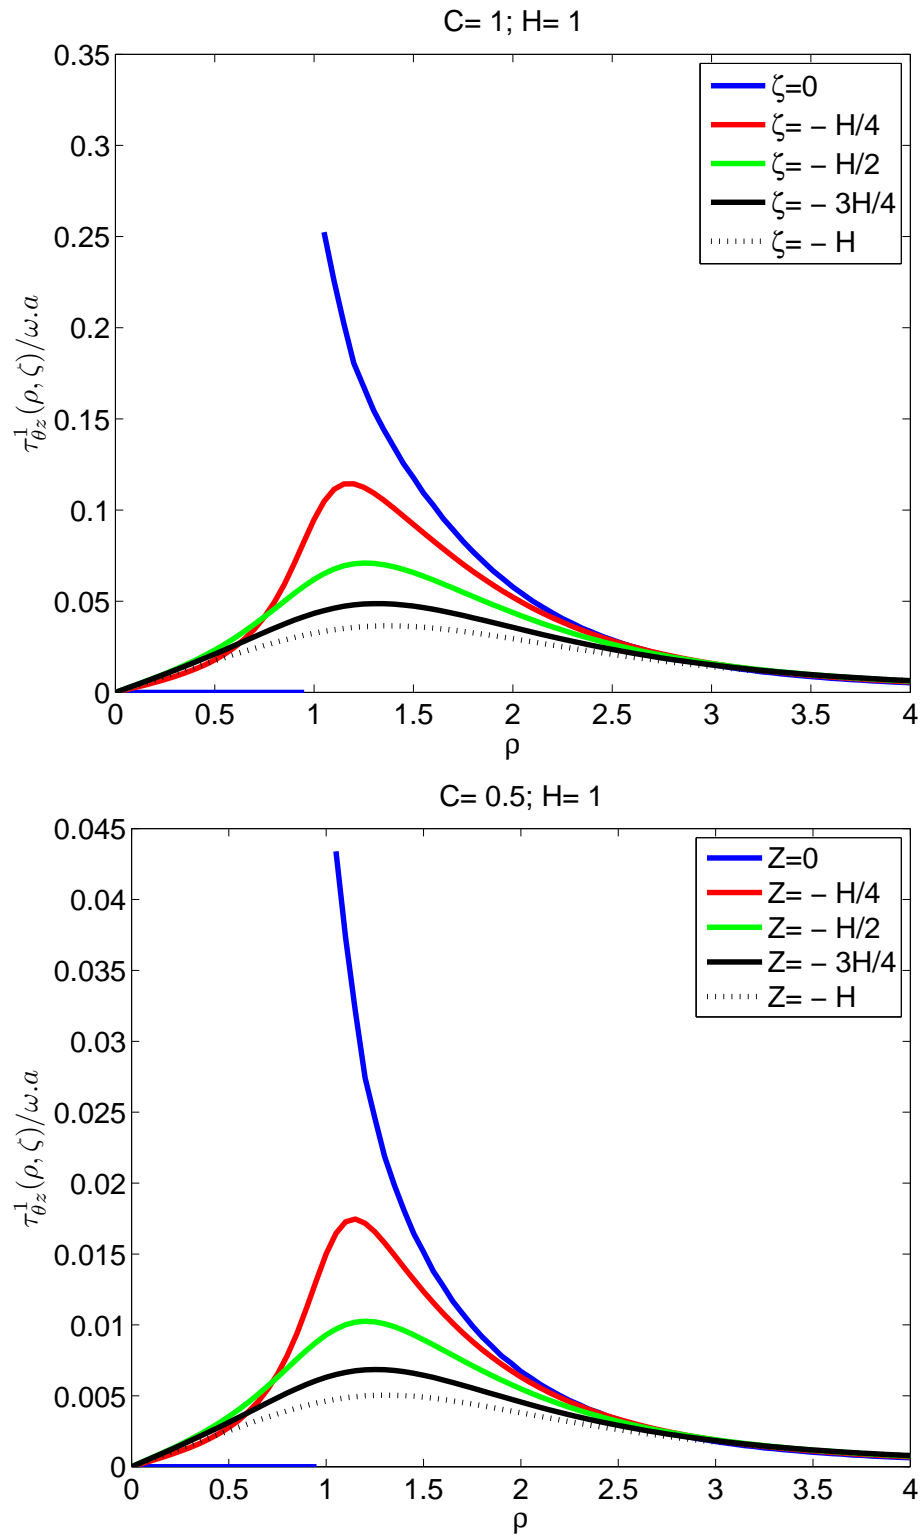 C= 1; H= 1
0.35
0.3
0.25
0.2
0.15
0.1
0.05
0
τ¹θz(ρ, ζ)/ω.a
ζ=0
ζ= − H/4
ζ= − H/2
ζ= − 3H/4
ζ= − H
0 0.5 1 1.5 2 2.5 3 3.5 4
ρ
C= 0.5; H= 1
0.045
0.04
0.035
0.03
0.025
0.02
0.015
0.01
0.005
0
τ¹θz(ρ, ζ)/ω.a
Z=0
Z= − H/4
Z= − H/2
Z= − 3H/4
Z= − H
0 0.5 1 1.5 2 2.5 3 3.5 4
ρ